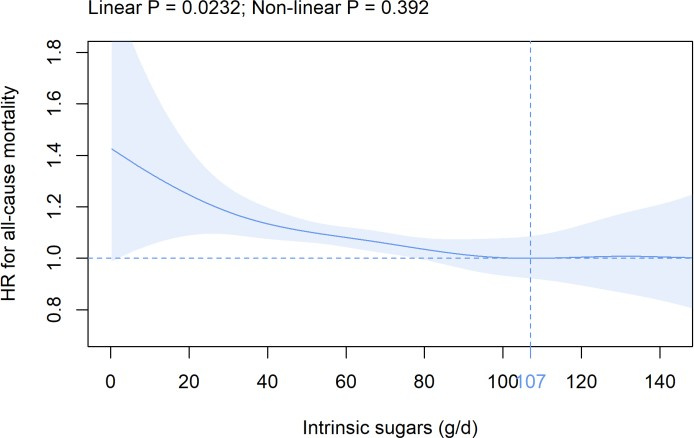 Linear P = 0.0232; Non-linear P = 0.392
HR for all-cause mortality
1.8
1.6
1.4
1.2
1.0
0.8
0 20 40 60 80 100 107 120 140
Intrinsic sugars (g/d)